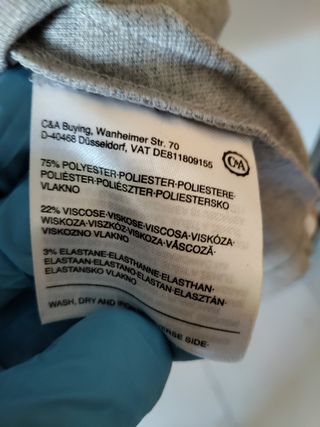 C&A Buying, Wanheimer Str. 70
D-40468 Düsseldorf, VAT DE811809155
C&A
75% POLYESTER·POLIESTER·POLIESTERE·
POLIÉSTER·POLIÉSZTER·POLIESTERSKO
VLAKNO
22% VISCOSE·VISKOSE·VISCOSA·VISKÓZA·
WISKOZA·VISZKÓZ·VISKOZA·VÂSCOZĂ·
VISKOZNO VLAKNO
3% ELASTANE·ELASTHANNE·ELASTHAN·
ELASTAAN·ELASTANO·ELASTAN·ELASZTÁN·
ELASTANSKO VLAKNO
WASH, DRY AND SIDE·